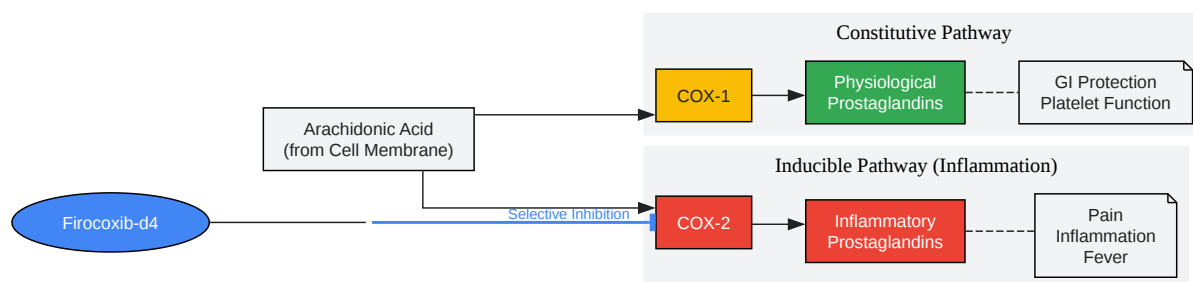 Constitutive Pathway
COX-1
Physiological
Prostaglandins
GI Protection
Platelet Function
Arachidonic Acid
(from Cell Membrane)
Inducible Pathway (Inflammation)
Firocoxib-d4
Selective Inhibition
COX-2
Inflammatory
Prostaglandins
Pain
Inflammation
Fever